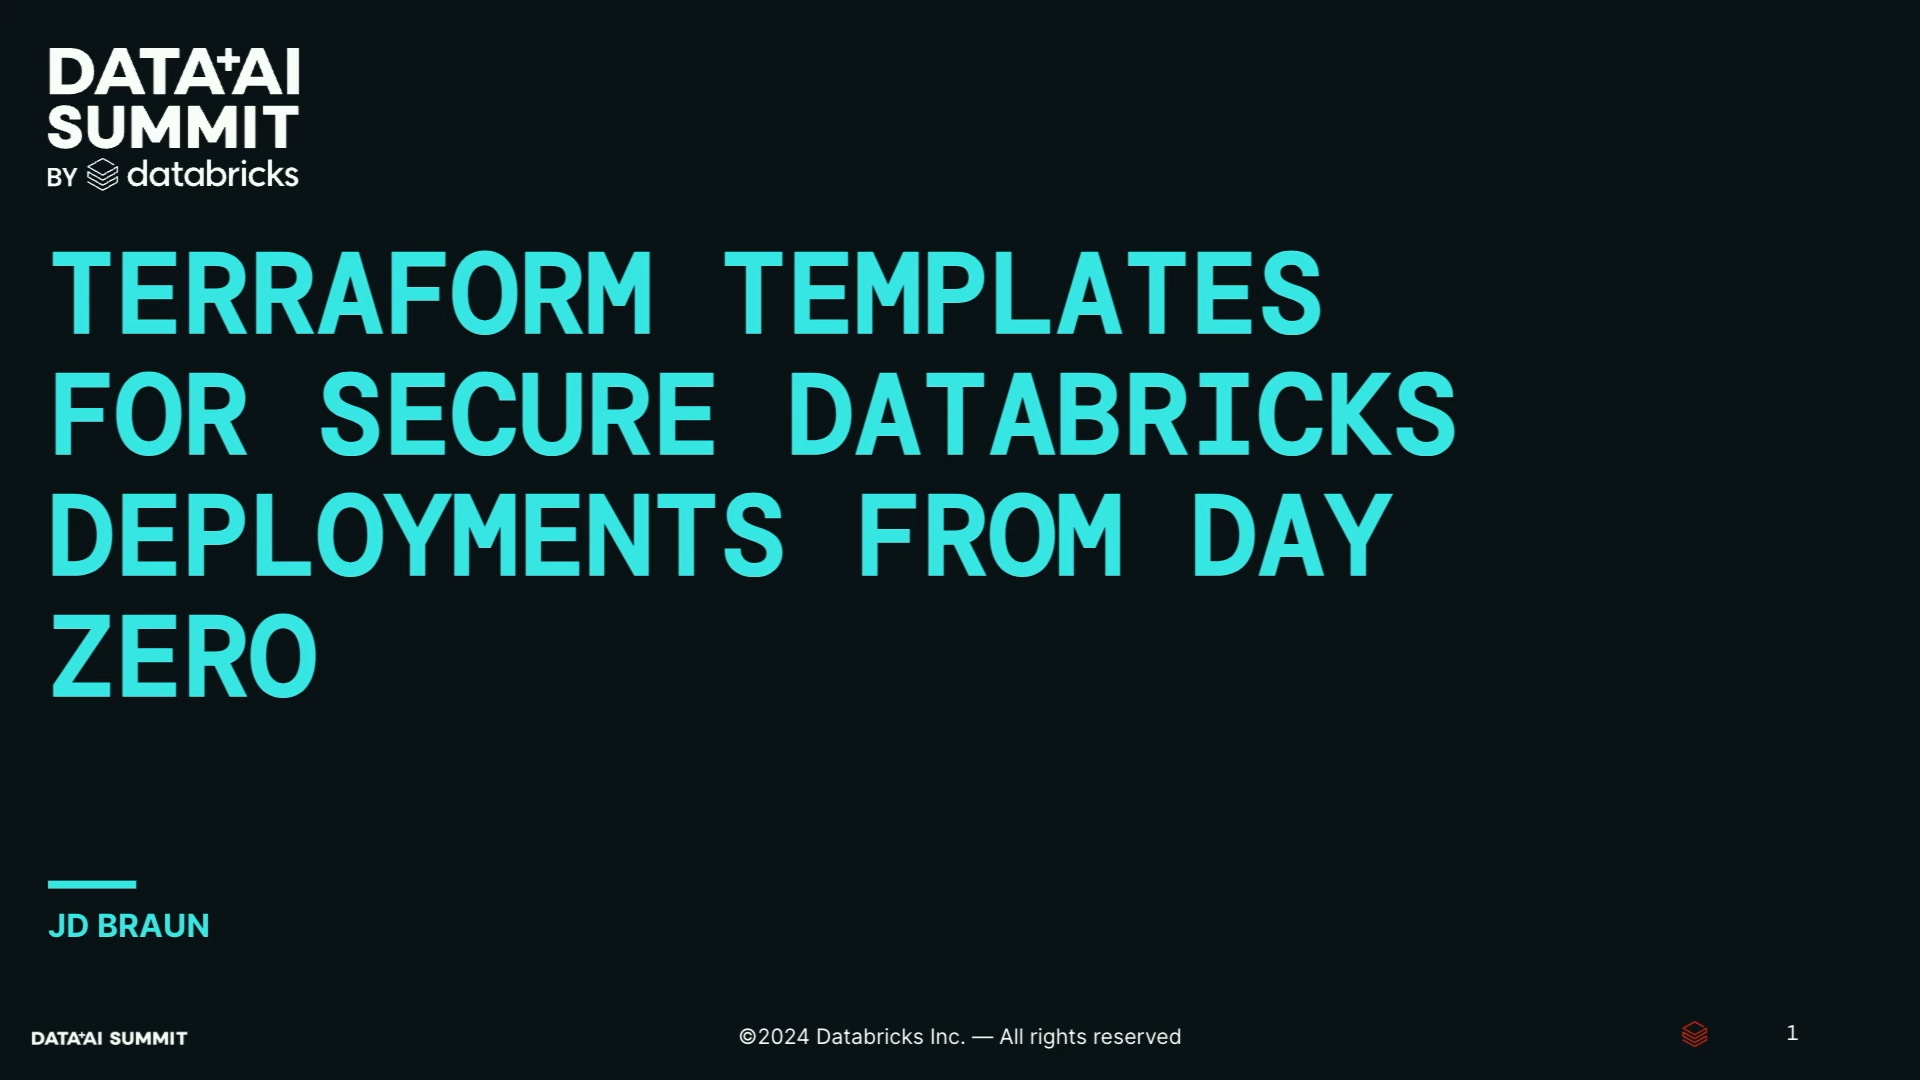 DATA+AI
SUMMIT
BY databricks
TERRAFORM TEMPLATES
FOR SECURE DATABRICKS
DEPLOYMENTS FROM DAY
ZERO
JD BRAUN
DATA+AI SUMMIT
©2024 Databricks Inc. — All rights reserved
1